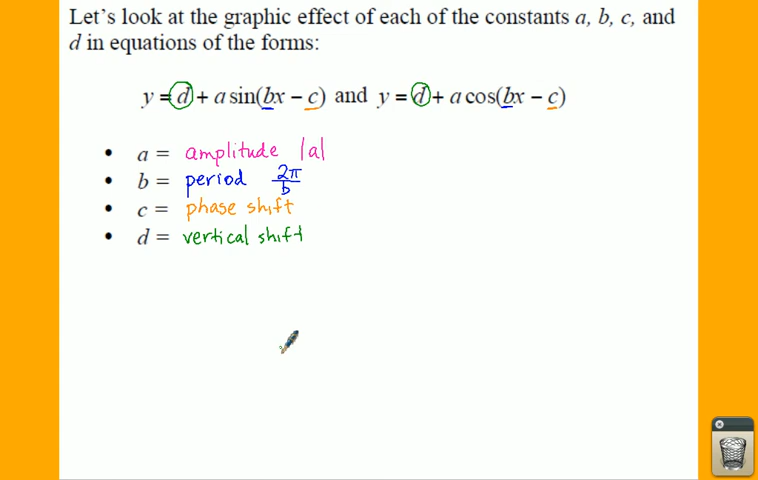 Let's look at the graphic effect of each of the constants a, b, c, and
d in equations of the forms:
y = d + a sin(bx − c) and y = d + a cos(bx − c)
• a = amplitude |a|
• b = period 2π/b
• c = phase shift
• d = vertical shift